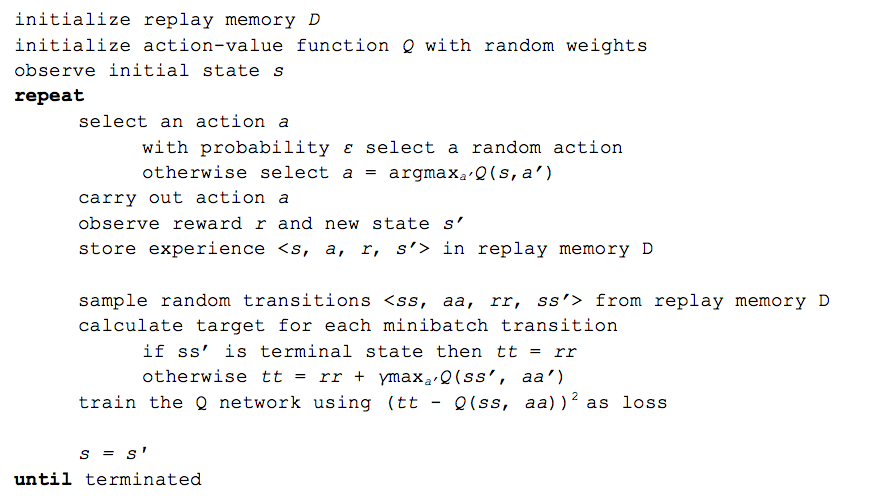 initialize replay memory D
initialize action-value function Q with random weights
observe initial state s
repeat
select an action a
with probability ε select a random action
otherwise select a = argmaxₐ′Q(s,a′)
carry out action a
observe reward r and new state s′
store experience <s, a, r, s′> in replay memory D
sample random transitions <ss, aa, rr, ss′> from replay memory D
calculate target for each minibatch transition
if ss′ is terminal state then tt = rr
otherwise tt = rr + γmaxₐ′Q(ss′, aa′)
train the Q network using (tt - Q(ss, aa))² as loss
s = s'
until terminated